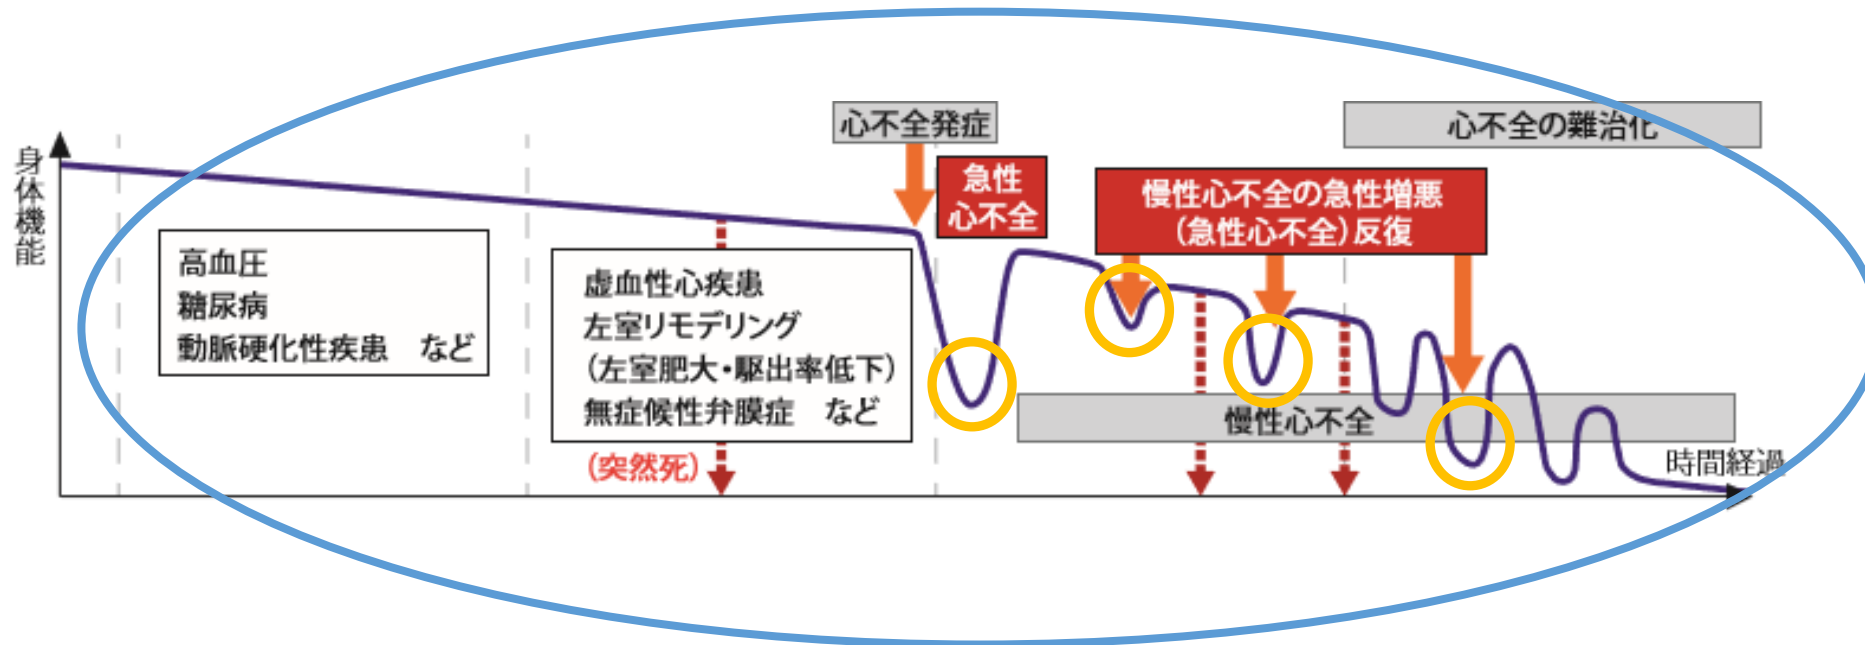 心不全発症
心不全の難治化
身体機能
急性
心不全
慢性心不全の急性増悪
(急性心不全)反復
高血圧
糖尿病
動脈硬化性疾患　など
虚血性心疾患
左室リモデリング
(左室肥大・駆出率低下)
無症候性弁膜症　など
慢性心不全
(突然死)
時間経過